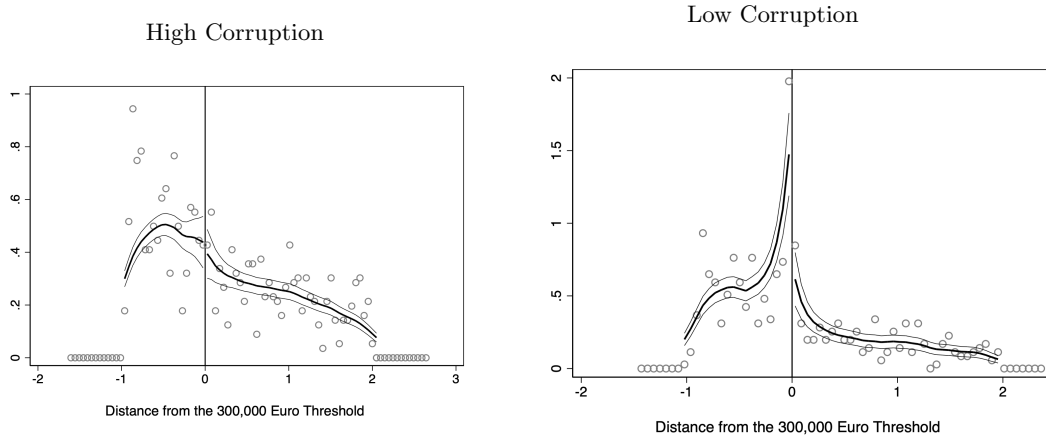 High Corruption
1
.8
.6
.4
.2
0
-2 -1 0 1 2 3
Distance from the 300,000 Euro Threshold
Low Corruption
2
1.5
1
.5
0
-2 -1 0 1 2
Distance from the 300,000 Euro Threshold